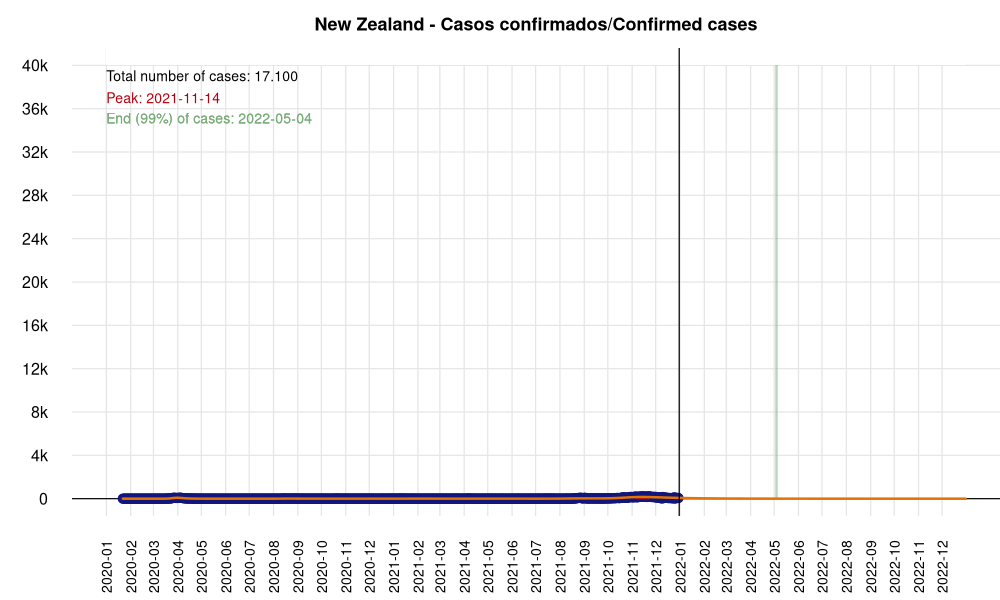 New Zealand - Casos confirmados/Confirmed cases
Total number of cases: 17.100
Peak: 2021-11-14
End (99%) of cases: 2022-05-04
40k
36k
32k
28k
24k
20k
16k
12k
8k
4k
0
2020-01
2020-02
2020-03
2020-04
2020-05
2020-06
2020-07
2020-08
2020-09
2020-10
2020-11
2020-12
2021-01
2021-02
2021-03
2021-04
2021-05
2021-06
2021-07
2021-08
2021-09
2021-10
2021-11
2021-12
2022-01
2022-02
2022-03
2022-04
2022-05
2022-06
2022-07
2022-08
2022-09
2022-10
2022-11
2022-12